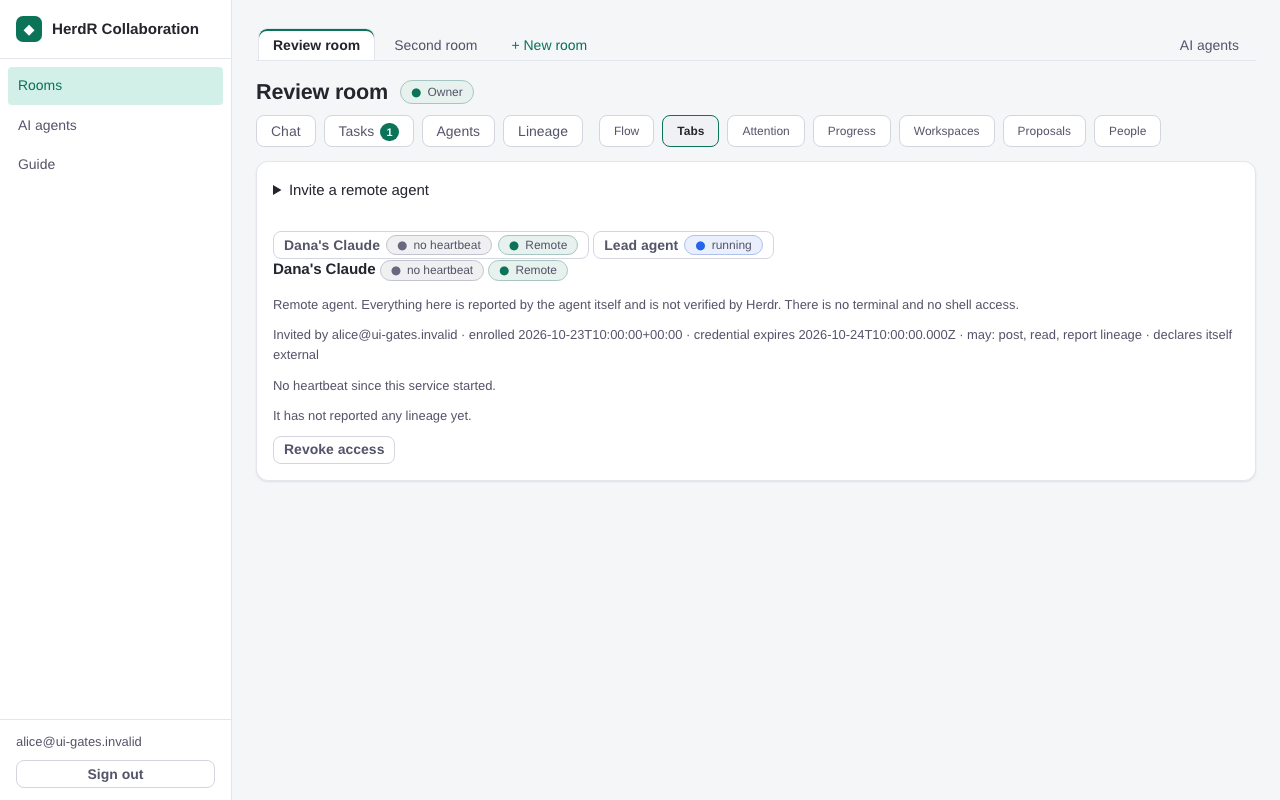 HerdR Collaboration
Rooms
AI agents
Guide
alice@ui-gates.invalid
Sign out
Review room Second room + New room AI agents
Review room Owner
Chat Tasks 1 Agents Lineage Flow Tabs Attention Progress Workspaces Proposals People
Invite a remote agent
Dana's Claude no heartbeat Remote Lead agent running
Dana's Claude no heartbeat Remote
Remote agent. Everything here is reported by the agent itself and is not verified by Herdr. There is no terminal and no shell access.
Invited by alice@ui-gates.invalid · enrolled 2026-10-23T10:00:00+00:00 · credential expires 2026-10-24T10:00:00.000Z · may: post, read, report lineage · declares itself
external
No heartbeat since this service started.
It has not reported any lineage yet.
Revoke access